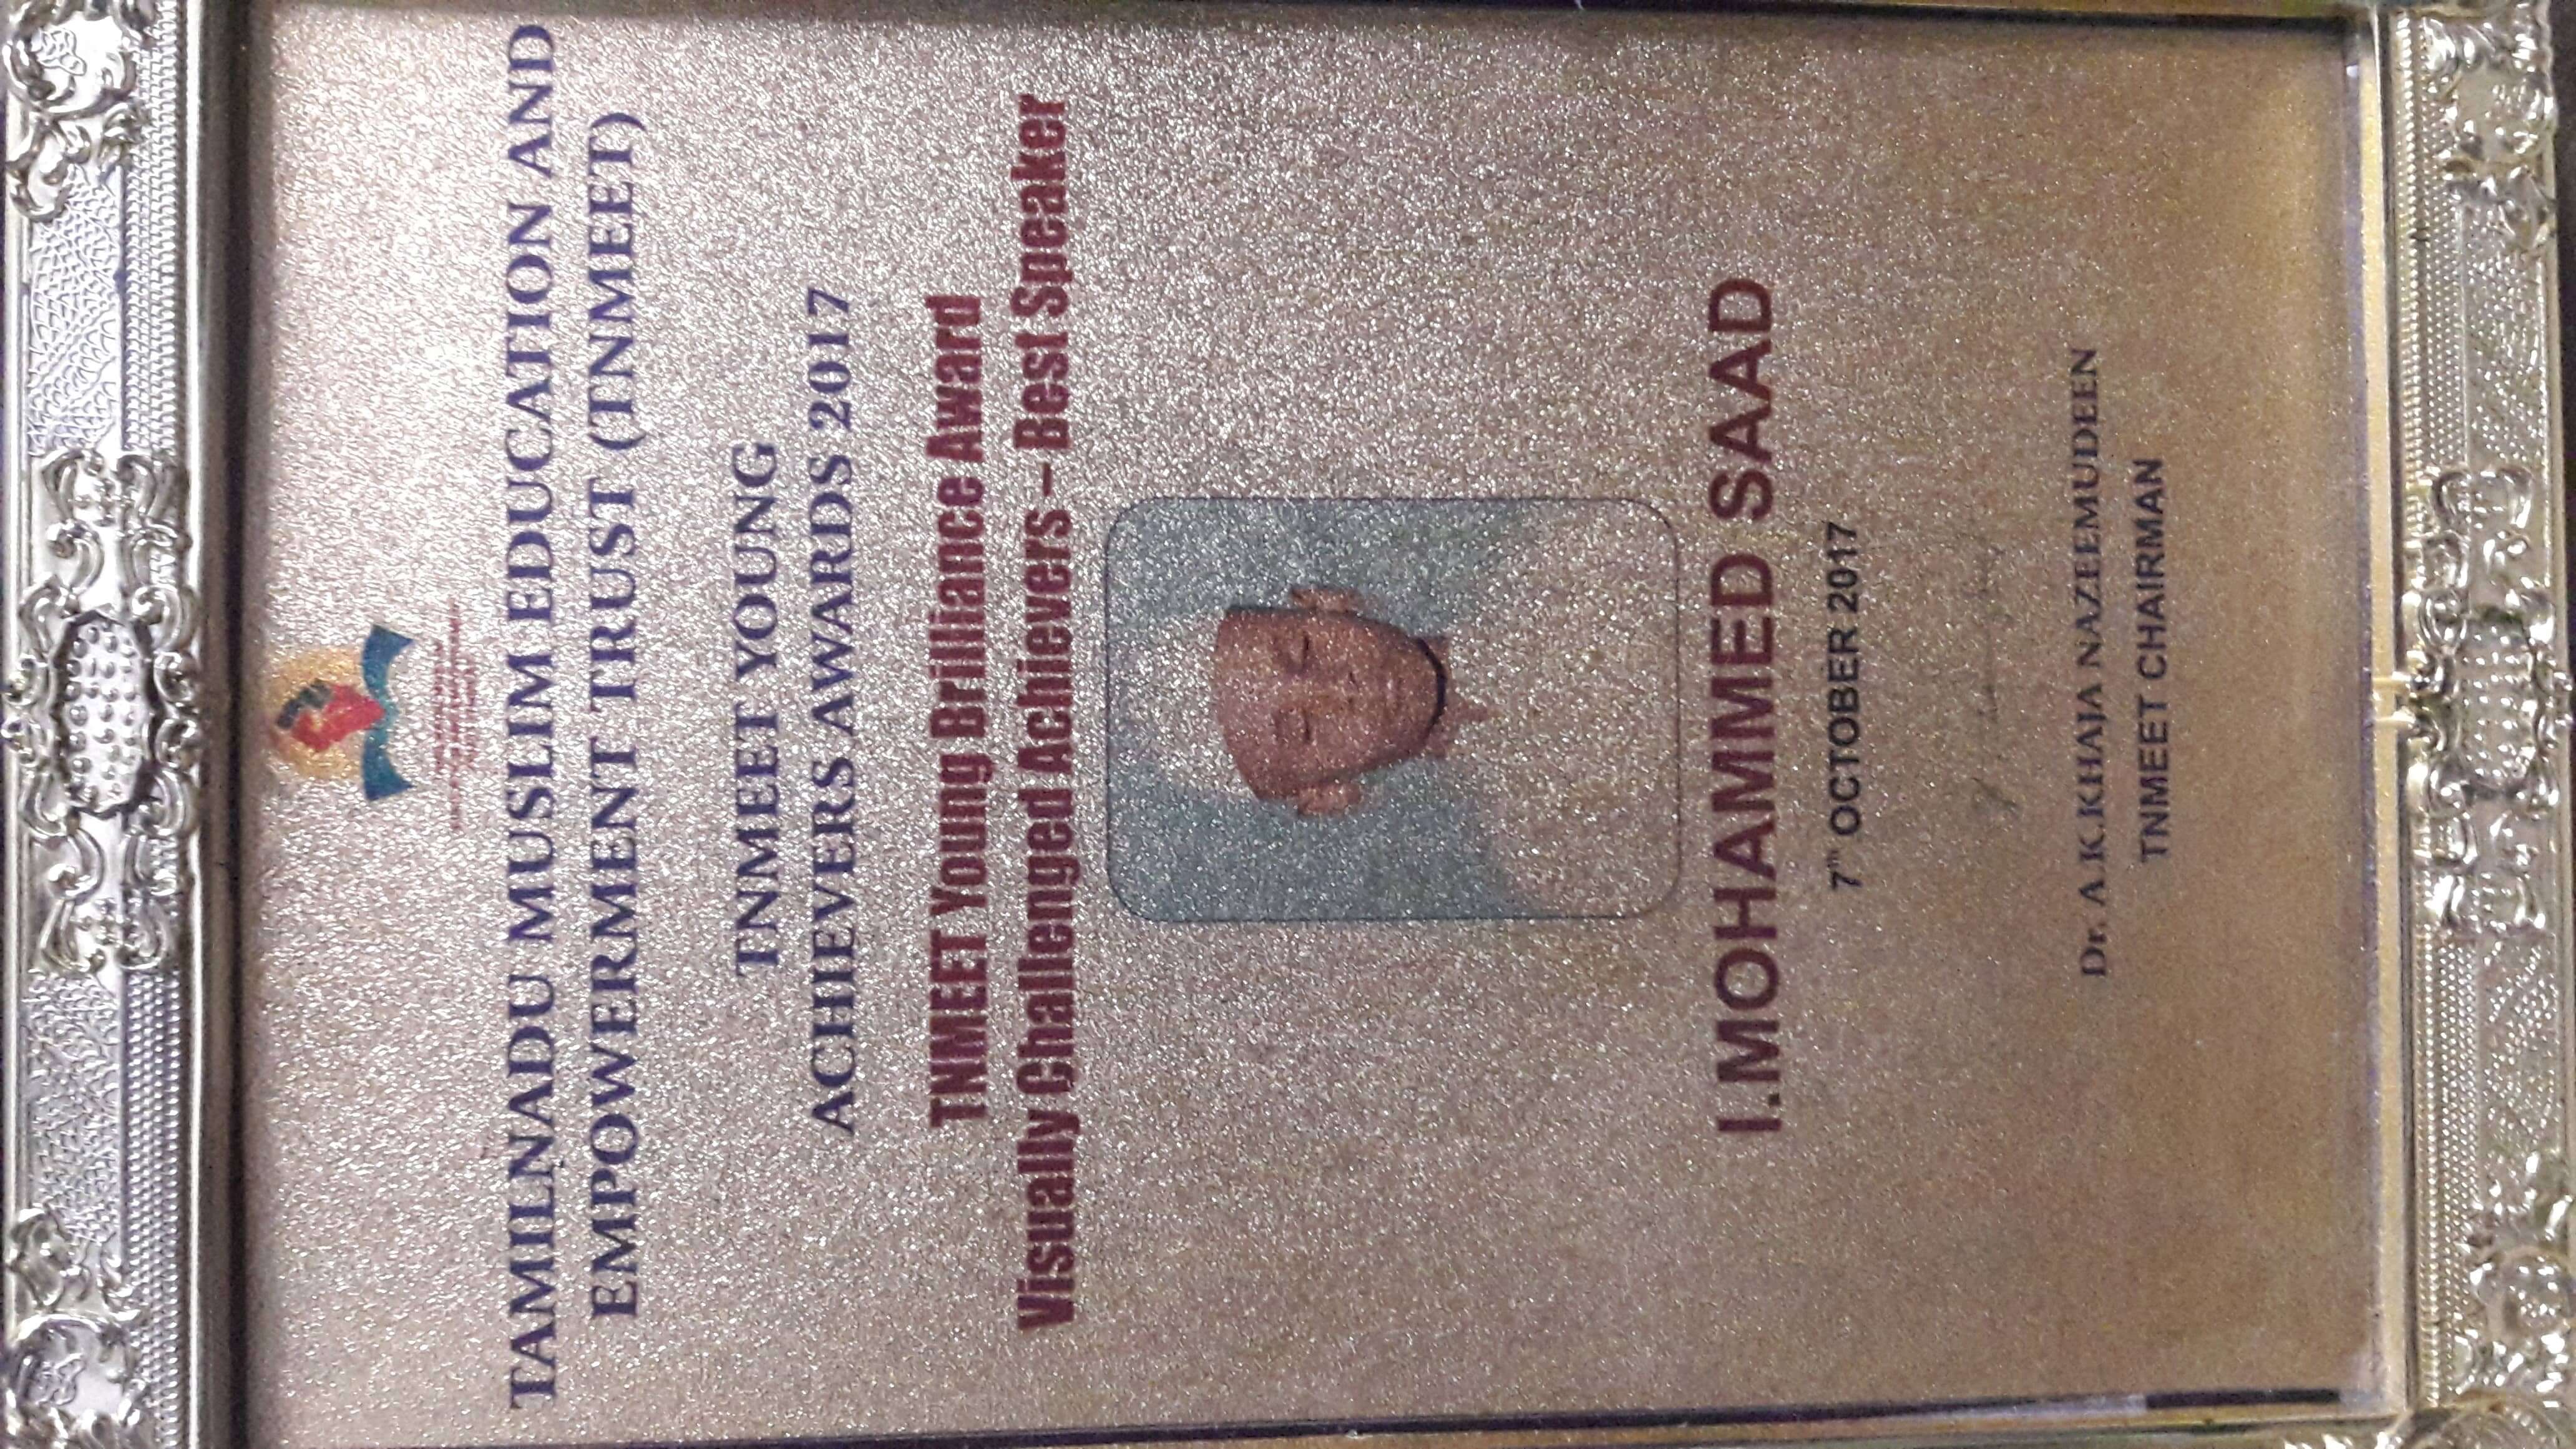 TAMILNADU MUSLIM EDDUCATION AND
EMPOWERMENT TRUST (TNMEET)
TNMEET YOUNG
ACHIEVERS AWARDS 2017
TNMEET Young Brilliance Award
Visually Challenged Achievers – Best Speaker
I.MOHAMMED SAAD
7th OCTOBER 2017
Dr. A.K.KHAJA NAZEEMUDEEN
TNMEET CHAIRMAN